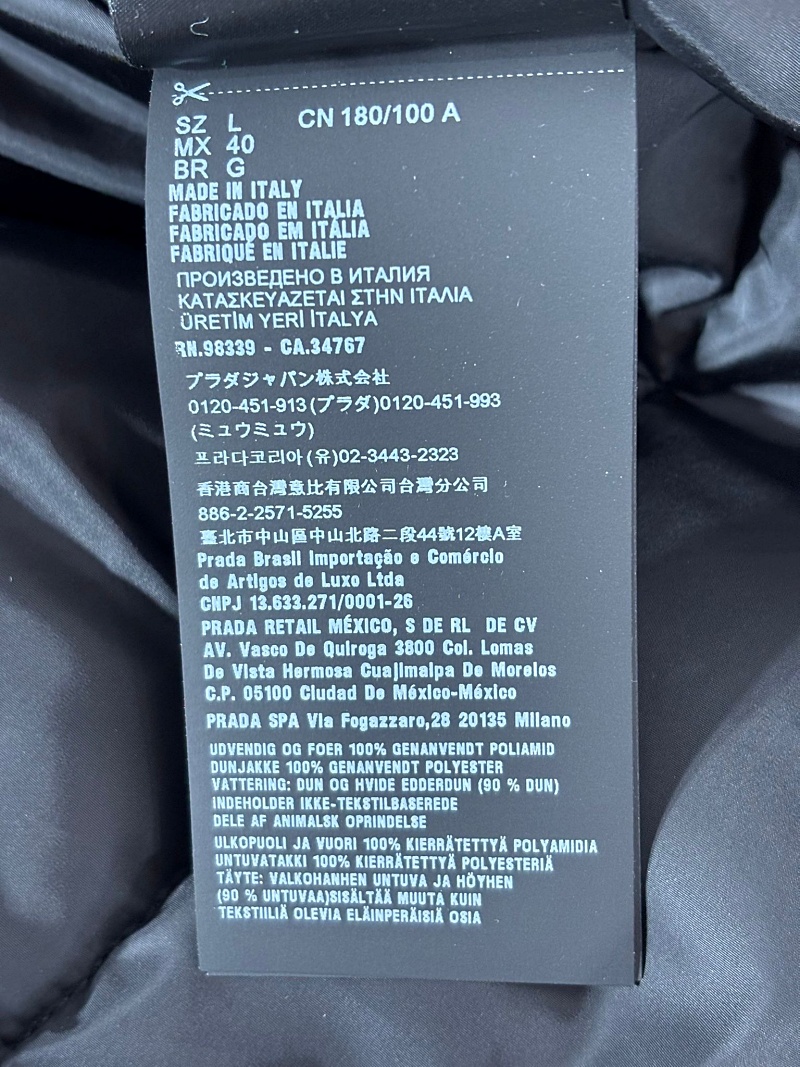 SZ L CN 180/100 A
MX 40
BR G
MADE IN ITALY
FABRICADO EN ITALIA
FABRICADO EM ITÁLIA
FABRIQUÉ EN ITALIE
ПРОИЗВЕДЕНО В ИТАЛИЯ
ΚΑΤΑΣΚΕΥΑΖΕΤΑΙ ΣΤΗΝ ΙΤΑΛΙΑ
ÜRETİM YERİ İTALYA
RN.98339 - CA.34767
プラダジャパン株式会社
0120-451-913(プラダ)0120-451-993
(ミュウミュウ)
프라다코리아(유)02-3443-2323
香港商台灣意比有限公司台灣分公司
886-2-2571-5255
臺北市中山區中山北路二段44號12樓A室
Prada Brasil Importação e Comércio
de Artigos de Luxo Ltda
CNPJ 13.633.271/0001-26
PRADA RETAIL MÉXICO, S DE RL DE CV
AV. Vasco De Quiroga 3800 Col. Lomas
De Vista Hermosa Cuajimalpa De Morelos
C.P. 05100 Ciudad De México-México
PRADA SPA Via Fogazzaro,28 20135 Milano
UDVENDIG OG FOER 100% GENANVENDT POLIAMID
DUNJAKKE 100% GENANVENDT POLYESTER
VATTERING: DUN OG HVIDE EDDERDUN (90 % DUN)
INDEHOLDER IKKE-TEKSTILBASEREDE
DELE AF ANIMALSK OPRINDELSE
ULKOPUOLI JA VUORI 100% KIERRÄTETTYÄ POLYAMIDIA
UNTUVATAKKI 100% KIERRÄTETTYÄ POLYESTERIÄ
TÄYTE: VALKOHANHEN UNTUVA JA HÖYHEN
(90 % UNTUVAA)SISÄLTÄÄ MUUTA KUIN
TEKSTIILIÄ OLEVIA ELÄINPERÄISIÄ OSIA